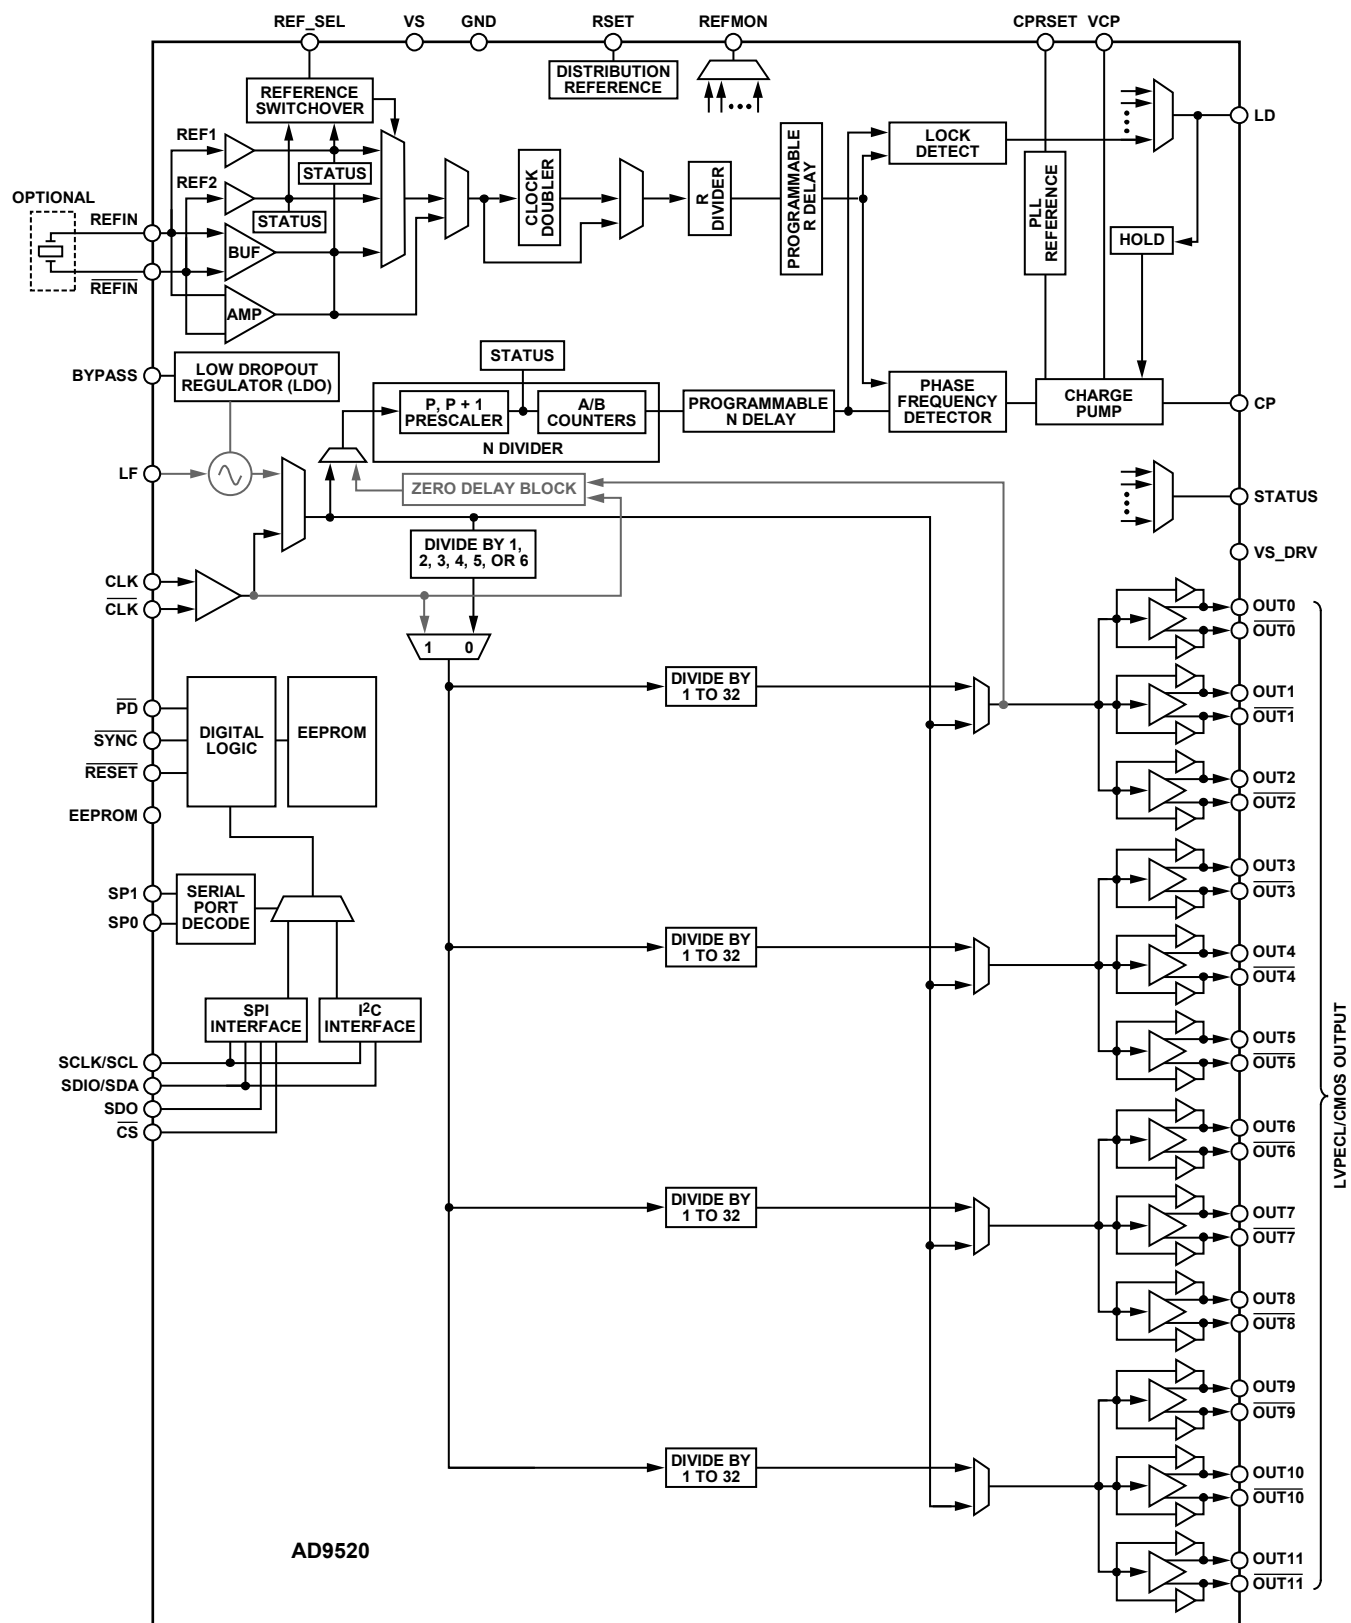 REF_SEL
VS
GND
RSET
REFMON
CPRSET
VCP
DISTRIBUTION
REFERENCE
REFERENCE
SWITCHOVER
LD
LOCK
DETECT
REF1
STATUS
REF2
STATUS
CLOCK
DOUBLER
R
DIVIDER
PROGRAMMABLE
R DELAY
PLL
REFERENCE
HOLD
OPTIONAL
REFIN
BUF
REFIN
AMP
STATUS
BYPASS
LOW DROPOUT
REGULATOR (LDO)
P, P + 1
PRESCALER
A/B
COUNTERS
N DIVIDER
PROGRAMMABLE
N DELAY
PHASE
FREQUENCY
DETECTOR
CHARGE
PUMP
CP
LF
ZERO DELAY BLOCK
STATUS
DIVIDE BY 1,
2, 3, 4, 5, OR 6
VS_DRV
CLK
CLK
1 0
OUT0
OUT0
DIVIDE BY
1 TO 32
OUT1
OUT1
PD
SYNC
RESET
DIGITAL
LOGIC
EEPROM
EEPROM
OUT2
OUT2
SP1
SP0
SERIAL
PORT
DECODE
OUT3
OUT3
DIVIDE BY
1 TO 32
OUT4
OUT4
SPI
INTERFACE
I2C
INTERFACE
OUT5
OUT5
SCLK/SCL
SDIO/SDA
SDO
CS
LVPECL/CMOS OUTPUT
OUT6
OUT6
DIVIDE BY
1 TO 32
OUT7
OUT7
OUT8
OUT8
OUT9
OUT9
DIVIDE BY
1 TO 32
OUT10
OUT10
AD9520
OUT11
OUT11